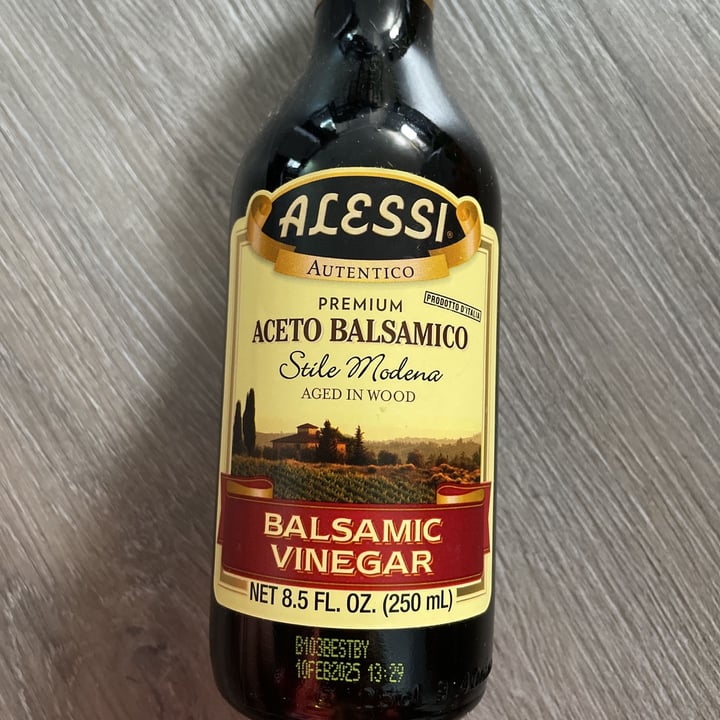 ALESSI®
AUTENTICO
PREMIUM
PRODOTTO D'ITALIA
ACETO BALSAMICO
Stile Modena
AGED IN WOOD
BALSAMIC
VINEGAR
NET 8.5 FL. OZ. (250 mL)
B103BESTBY
10FEB2025 13:29